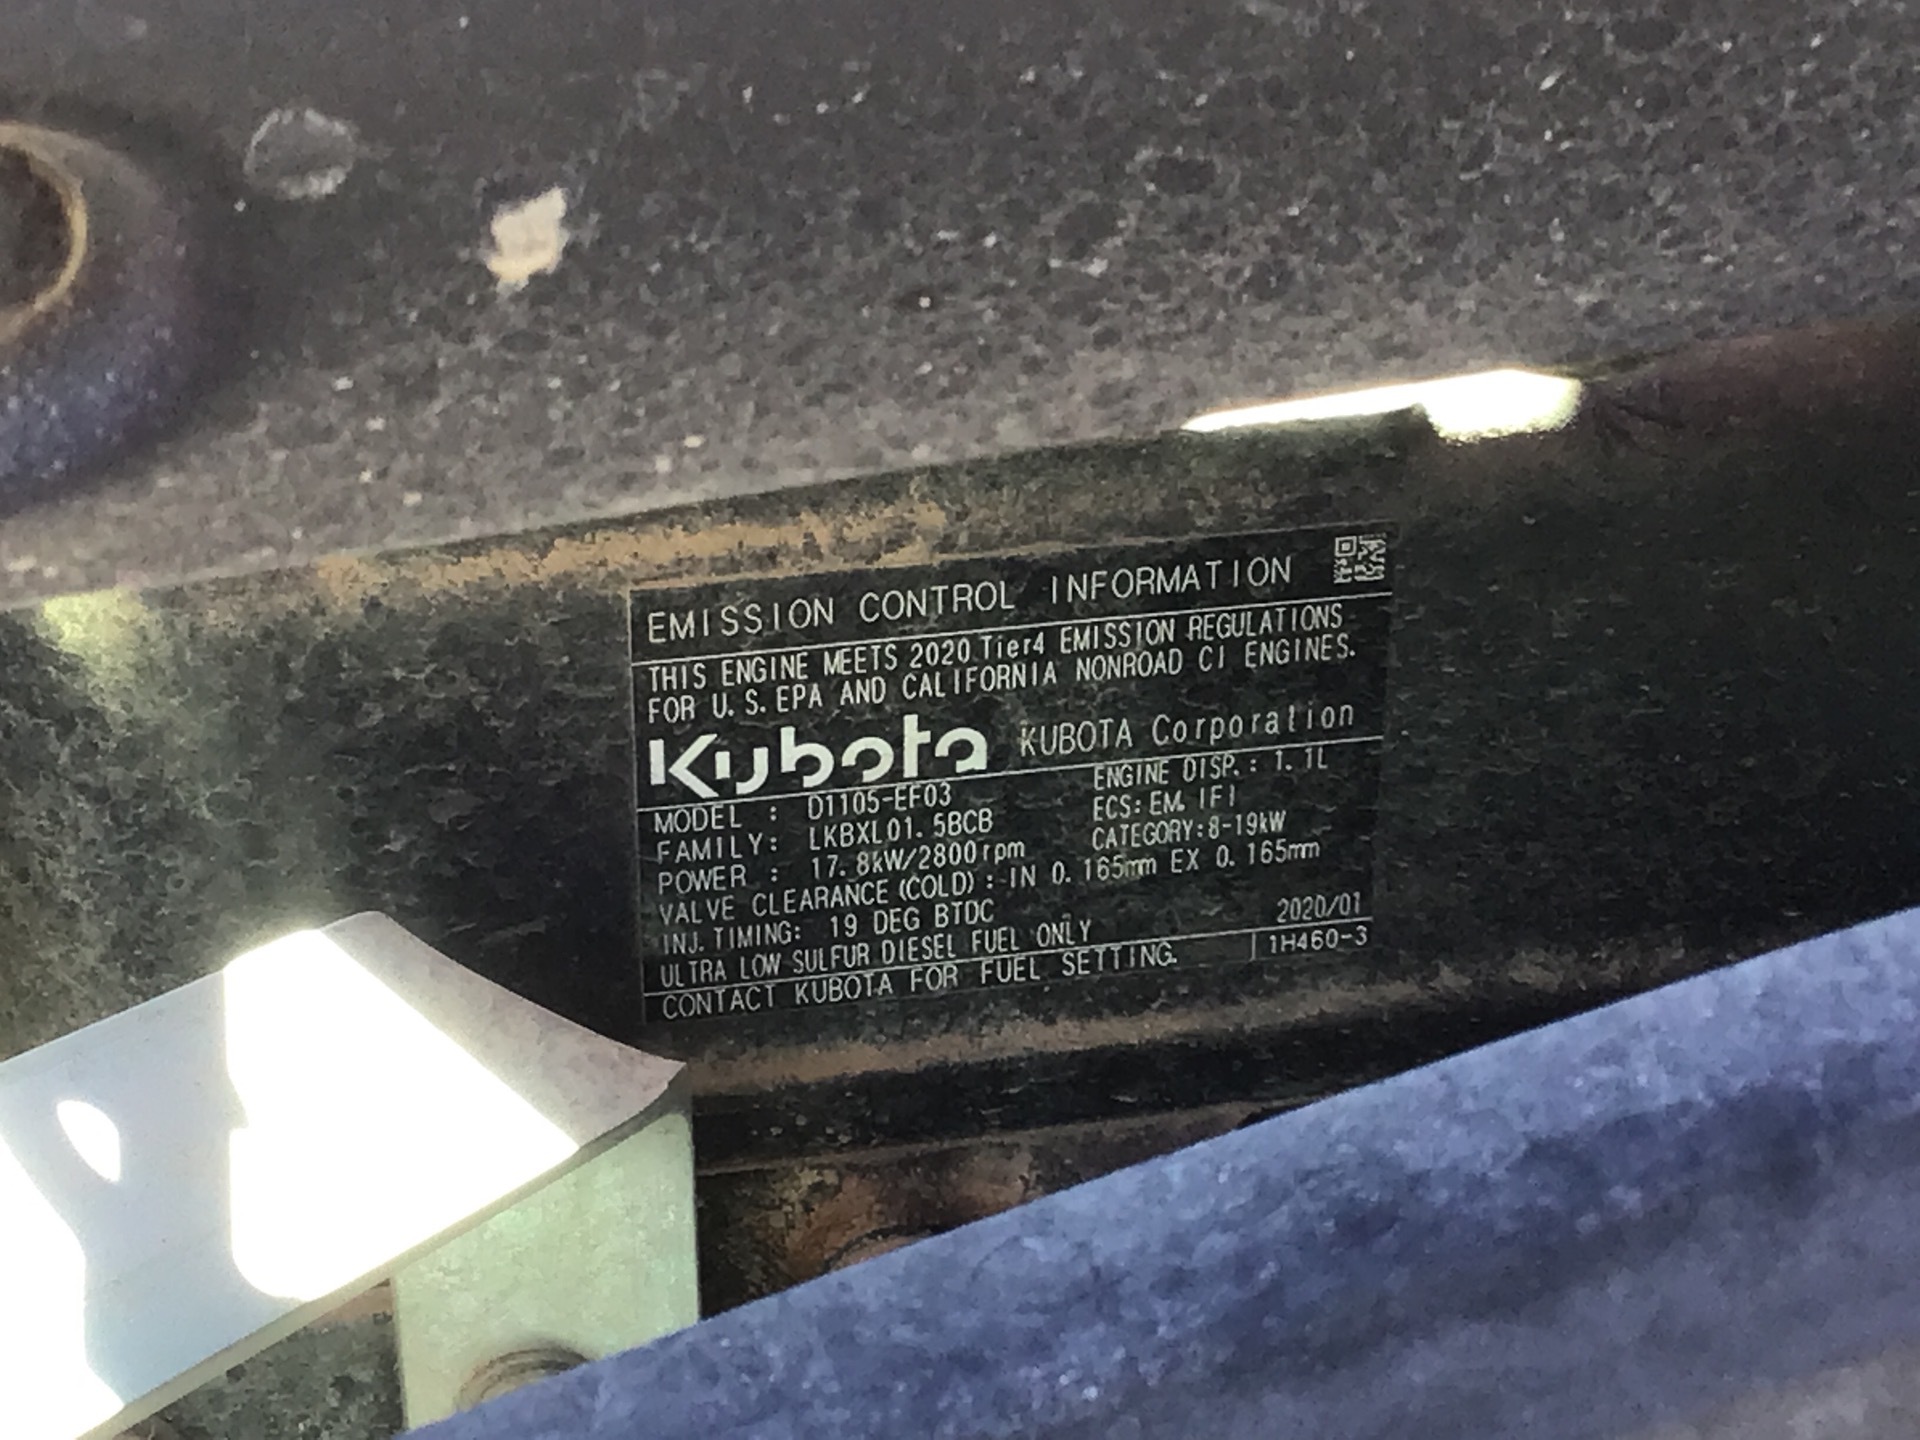 EMISSION CONTROL INFORMATION
THIS ENGINE MEETS 2020 Tier4 EMISSION REGULATIONS
FOR U.S. EPA AND CALIFORNIA NONROAD CI ENGINES.
Kubota KUBOTA Corporation
MODEL : D1105-EF03 ENGINE DISP.: 1.1L
FAMILY: LKBXL01.5BCB ECS: EM, IFI
POWER : 17.8kW/2800rpm CATEGORY:8-19kW
VALVE CLEARANCE (COLD) : IN 0.165mm EX 0.165mm
INJ. TIMING: 19 DEG BTDC
ULTRA LOW SULFUR DIESEL FUEL ONLY 2020/01
CONTACT KUBOTA FOR FUEL SETTING. 1H460-3